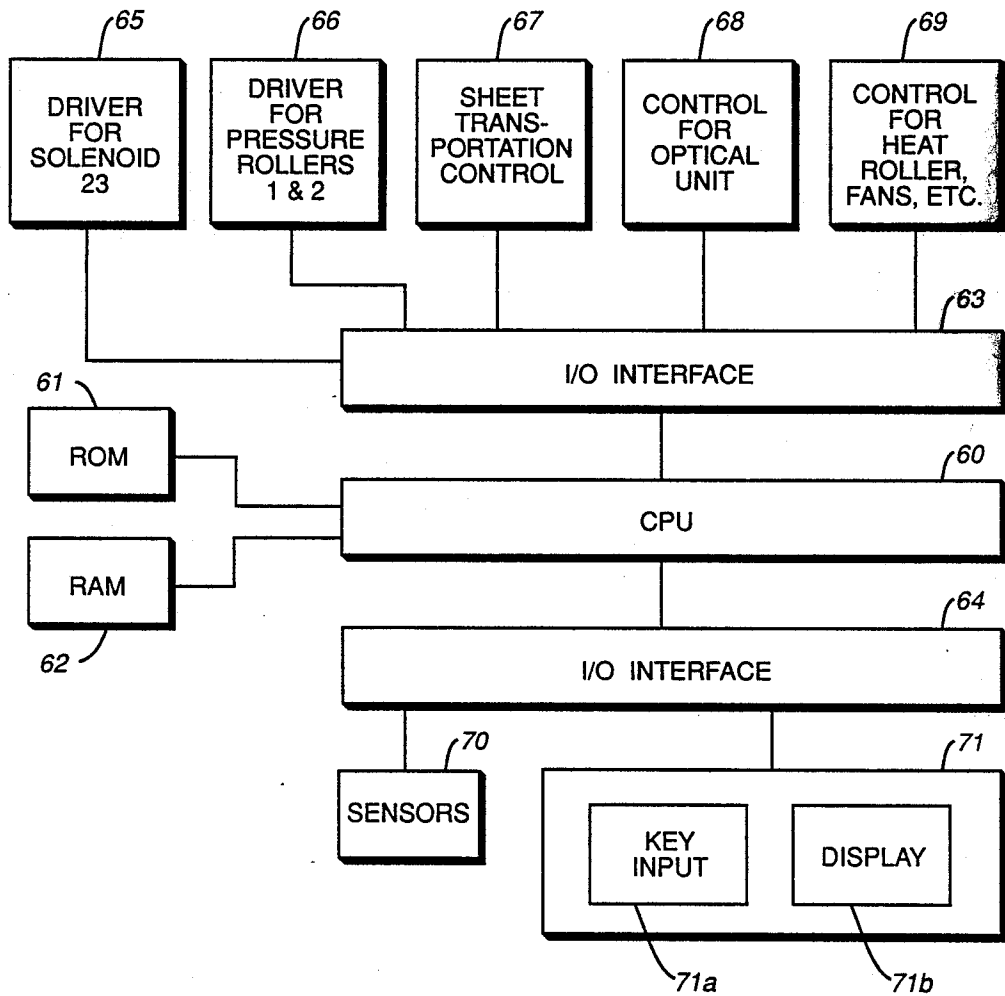 65
66
67
68
69
DRIVER
FOR
SOLENOID
23
DRIVER
FOR
PRESSURE
ROLLERS
1 & 2
SHEET
TRANS-
PORTATION
CONTROL
CONTROL
FOR
OPTICAL
UNIT
CONTROL
FOR
HEAT
ROLLER,
FANS, ETC.
63
I/O INTERFACE
61
ROM
60
CPU
RAM
62
64
I/O INTERFACE
70
SENSORS
71
KEY
INPUT
DISPLAY
71a
71b